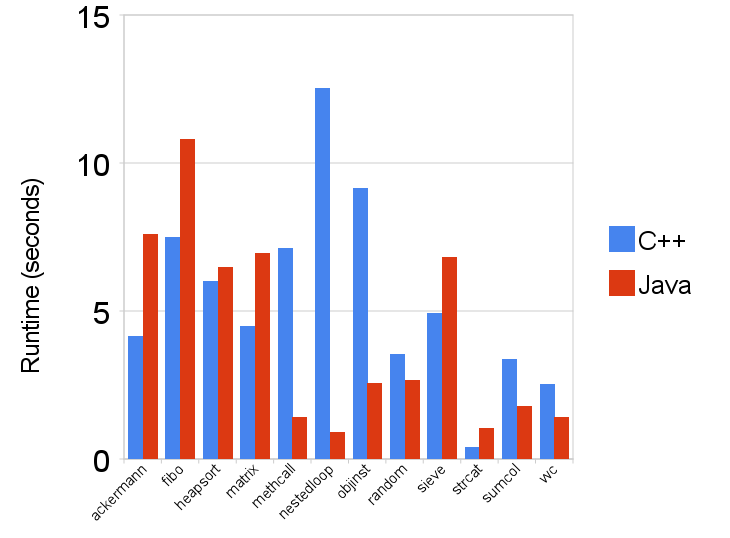 15
10
5
0
Runtime (seconds)
C++
Java
ackermann
fibo
heapsort
matrix
methcall
nestedloop
objinst
random
sieve
strcat
sumcol
wc